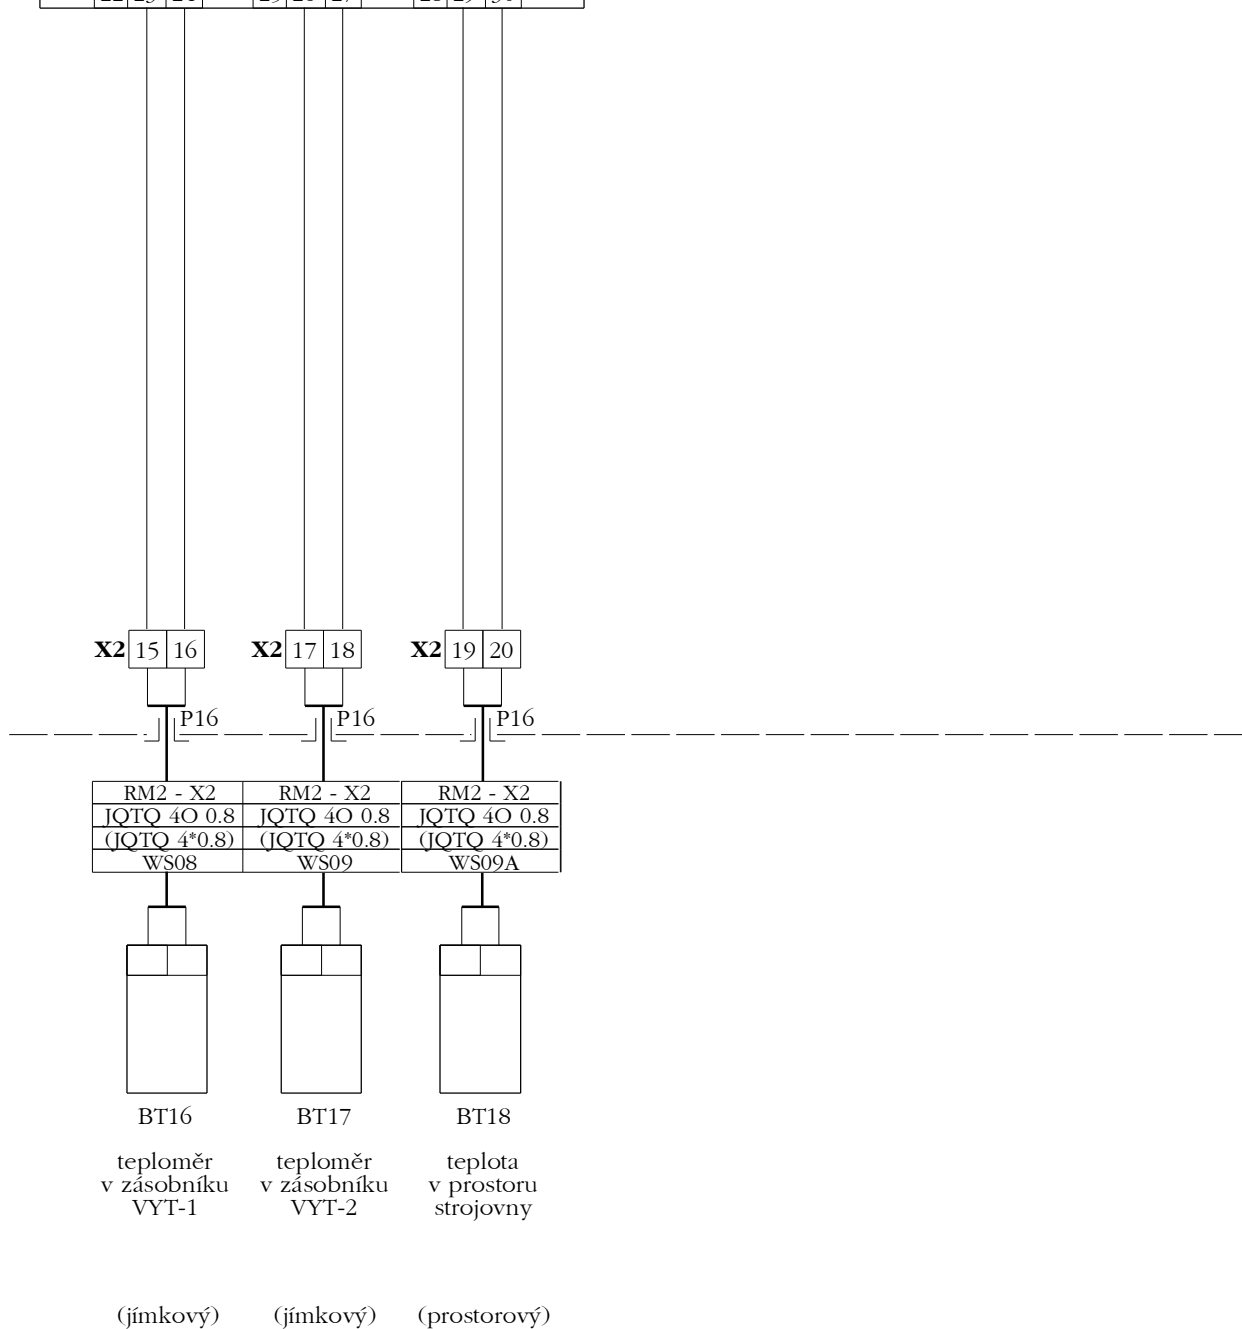 X2 15 16 X2 17 18 X2 19 20
P16 P16 P16
RM2 - X2 RM2 - X2 RM2 - X2
JQTQ 4O 0.8 JQTQ 4O 0.8 JQTQ 4O 0.8
(JQTQ 4*0.8) (JQTQ 4*0.8) (JQTQ 4*0.8)
WS08 WS09 WS09A
BT16 BT17 BT18
teploměr teploměr teplota
v zásobníku v zásobníku v prostoru
VYT-1 VYT-2 strojovny
(jímkový) (jímkový) (prostorový)